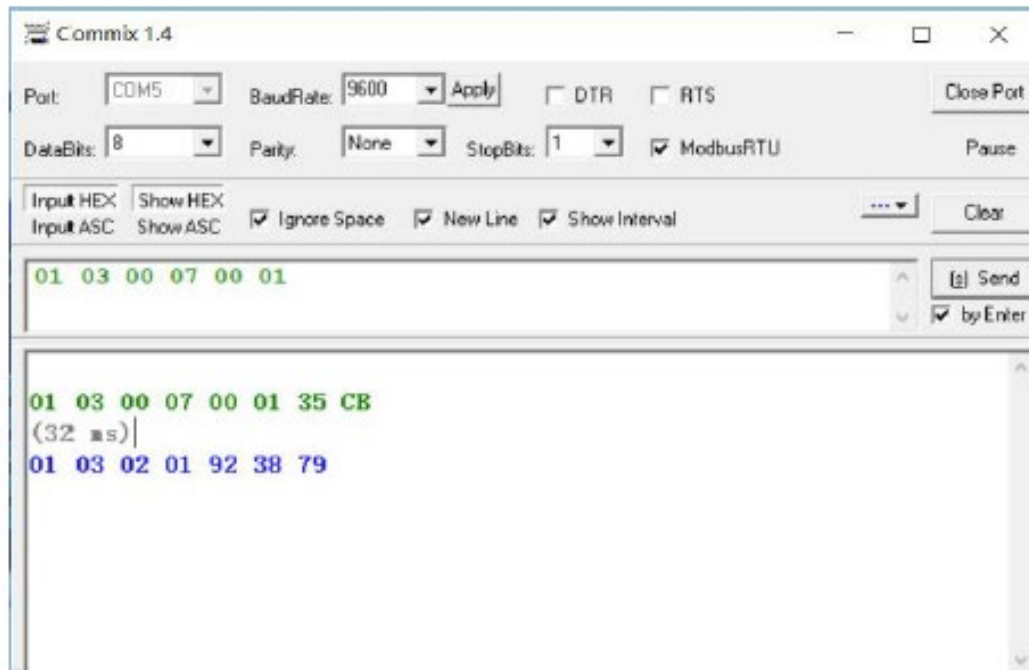 Commix 1.4
Port: COM5 BaudRate: 9600 Apply DTR RTS Close Port
DataBits: 8 Parity: None StopBits: 1 ModbusRTU Pause
Input HEX Show HEX
Input ASC Show ASC Ignore Space New Line Show Interval --- Clear
01 03 00 07 00 01
Send
by Enter
01 03 00 07 00 01 35 CB
(32 ms)
01 03 02 01 92 38 79